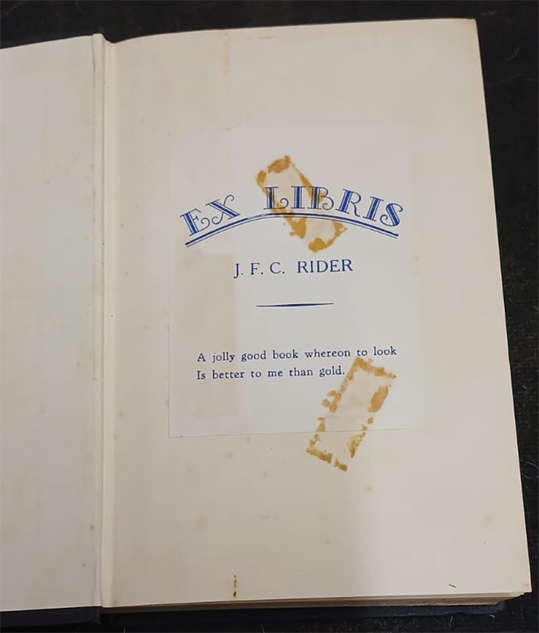 EX LIBRIS
J. F. C. RIDER
A jolly good book whereon to look
Is better to me than gold.